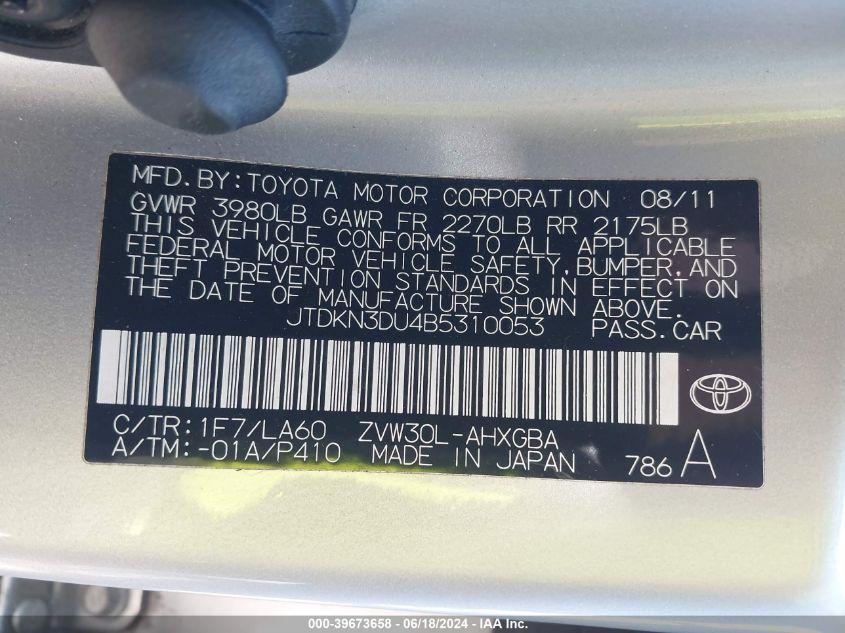 MFD. BY: TOYOTA MOTOR CORPORATION 08/11
GVWR 3980LB GAWR FR 2270LB RR 2175LB
THIS VEHICLE CONFORMS TO ALL APPLICABLE
FEDERAL MOTOR VEHICLE SAFETY, BUMPER, AND
THEFT PREVENTION STANDARDS IN EFFECT ON
THE DATE OF MANUFACTURE SHOWN ABOVE.
JTDKN3DU4B5310053 PASS. CAR
C/TR: 1F7/LA60 ZVW30L-AHXGBA
A/TM: -01A/P410 MADE IN JAPAN 786 A
000-39673658 - 06/18/2024 - IAAI, Inc.